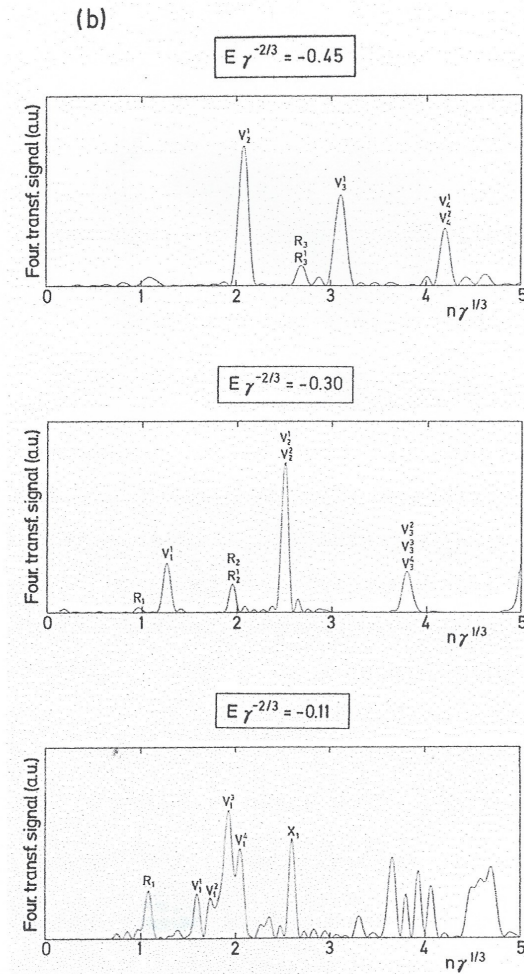 (b)
E γ^-2/3 = -0.45
Four. transf. signal (a.u.)
V_2^1
R_3
R_3^1
V_3^1
V_4^1
V_4^2
0 1 2 3 4 5
nγ^1/3
E γ^-2/3 = -0.30
Four. transf. signal (a.u.)
R_1
V_1^1
R_2
R_2^1
V_2^1
V_2^2
V_3^2
V_3^3
V_3^4
0 1 2 3 4 5
nγ^1/3
E γ^-2/3 = -0.11
Four. transf. signal (a.u.)
R_1
V_1^1
V_1^2
V_1^3
V_1^4
X_1
0 1 2 3 4 5
nγ^1/3